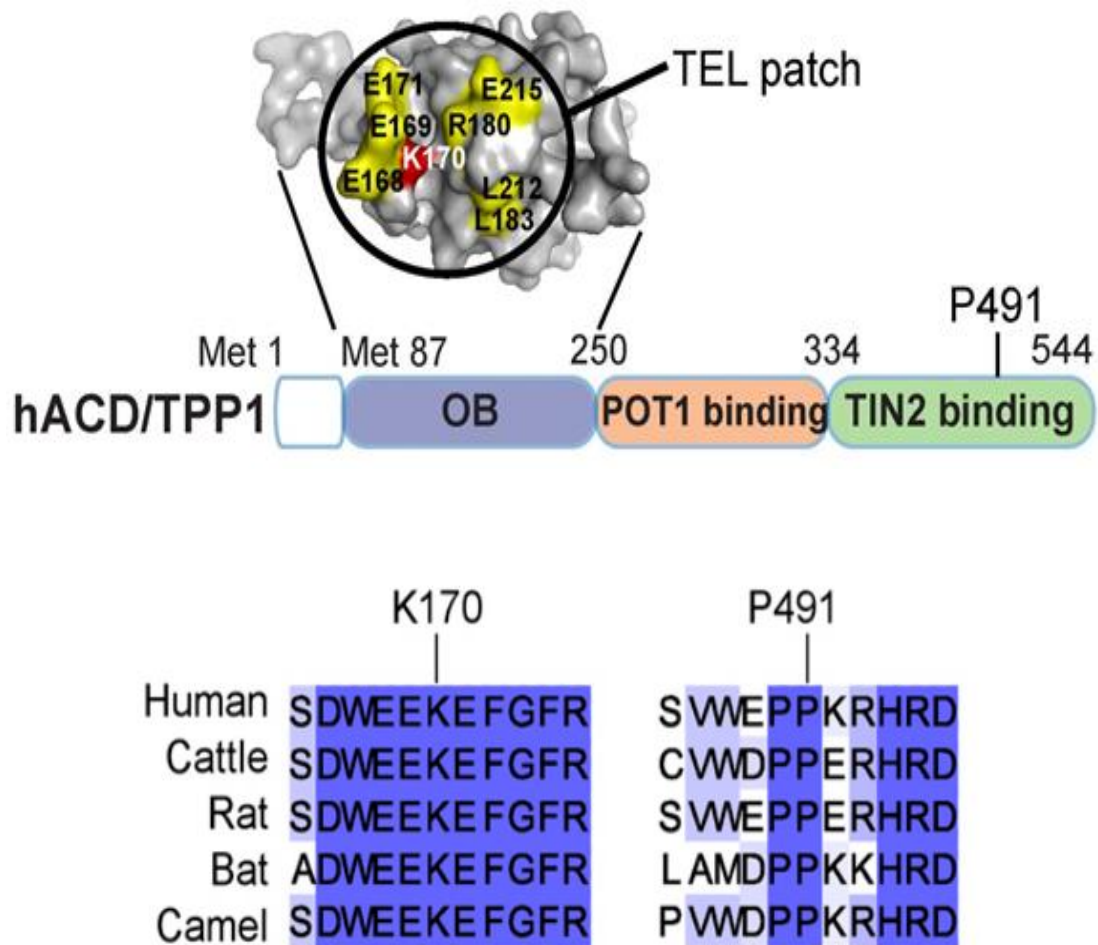 TEL patch
E171
E215
E169
R180
K170
E168
L212
L183
P491
Met 1
Met 87
250
334
544
hACD/TPP1
OB
POT1 binding
TIN2 binding
K170
P491
Human SDWEEKEFGFR SVWEPPKRHRD
Cattle SDWEEKEFGFR CVWDPPERHRD
Rat SDWEEKEFGFR SVWEPPERHRD
Bat ADWEEKEFGFR LAMDPPKKHRD
Camel SDWEEKEFGFR PVWDPPKRHRD